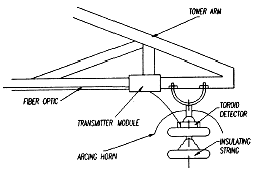 TOWER ARM
FIBER OPTIC
TRANSMITTER MODULE
TOROID
DETECTOR
INSULATING
STRING
ARCING HORN